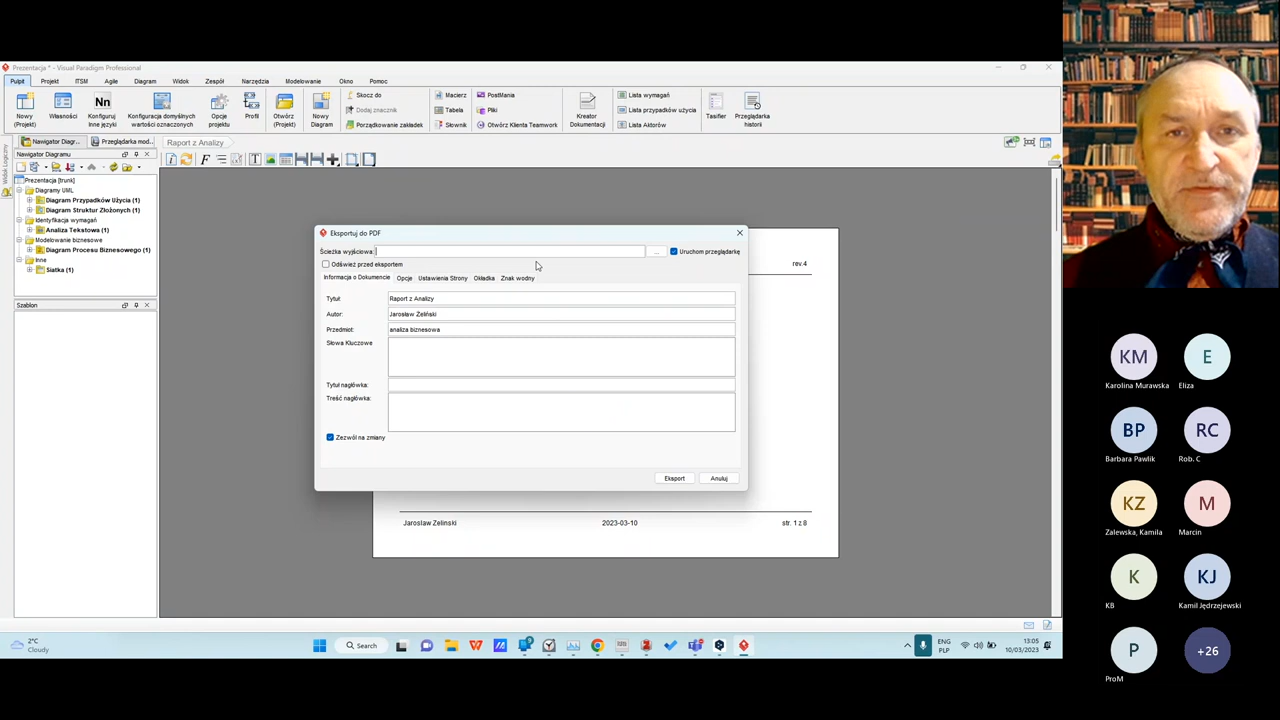 Prezentacja * - Visual Paradigm Professional
Pulpit Projekt ITSM Agile Diagram Widok Zespół Narzędzia Modelowanie Okno Pomoc
Nowy (Projekt)
Właśności
Nn
Konfiguruj Inne języki
Konfiguracja domyślnych wartości oznaczonych
Opcje projektu
Profil
Otwórz (Projekt)
Nowy Diagram
Skocz do
Dodaj znacznik
Porządkowanie zakładek
Macierz
Tabela
Słownik
PostMania
Pliki
Otwórz Klienta Teamwork
Kreator Dokumentacji
Lista wymagań
Lista przypadków użycia
Lista Aktorów
Tasifier
Przeglądarka historii
Nawigator Diagr...
Przeglądarka mod...
Raport z Analizy
Widok Logiczny
Nawigator Diagramu
Prezentacja [trunk]
Diagramy UML
Diagram Przypadków Użycia (1)
Diagram Struktur Złożonych (1)
Identyfikacja wymagań
Analiza Tekstowa (1)
Modelowanie biznesowe
Diagram Procesu Biznesowego (1)
Inne
Siatka (1)
Szablon
Eksportuj do PDF
Ścieżka wyjściowa:
...
Uruchom przeglądarkę
Odśwież przed eksportem
Informacja o Dokumencie Opcje Ustawienia Strony Okładka Znak wodny
Tytuł: Raport z Analizy
Autor: Jarosław Żeliński
Przedmiot: analiza biznesowa
Słowa Kluczowe
Tytuł nagłówka:
Treść nagłówka:
Zezwól na zmiany
Eksport Anuluj
rev.4
Jaroslaw Zelinski 2023-03-10 str. 1 z 8
2°C
Cloudy
Search
ENG
PLP
13:05
10/03/2023
KM
Karolina Murawska
E
Eliza
BP
Barbara Pawlik
RC
Rob. C
KZ
Zalewska, Kamila
M
Marcin
K
KB
KJ
Kamil Jędrzejewski
P
ProM
+26